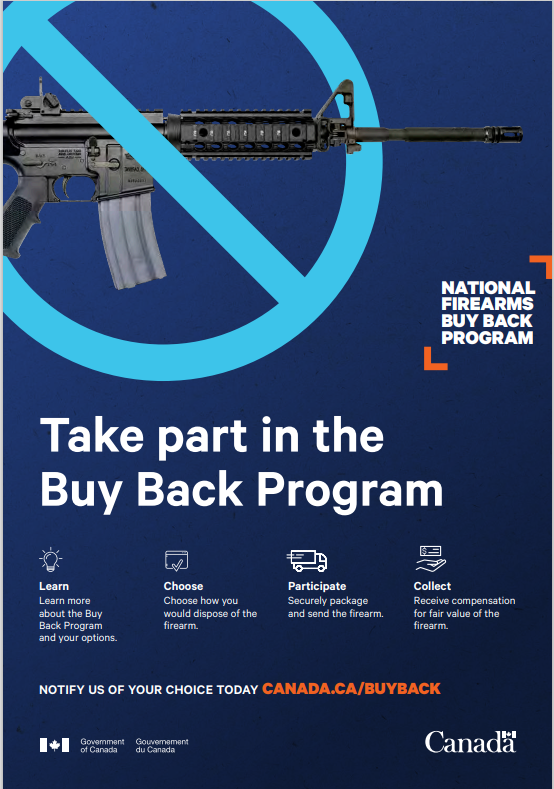 NATIONAL
FIREARMS
BUY BACK
PROGRAM
Take part in the
Buy Back Program
Learn
Learn more
about the Buy
Back Program
and your options.
Choose
Choose how you
would dispose of the
firearm.
Participate
Securely package
and send the firearm.
Collect
Receive compensation
for fair value of the
firearm.
NOTIFY US OF YOUR CHOICE TODAY CANADA.CA/BUYBACK
Government
of Canada
Gouvernement
du Canada
Canada